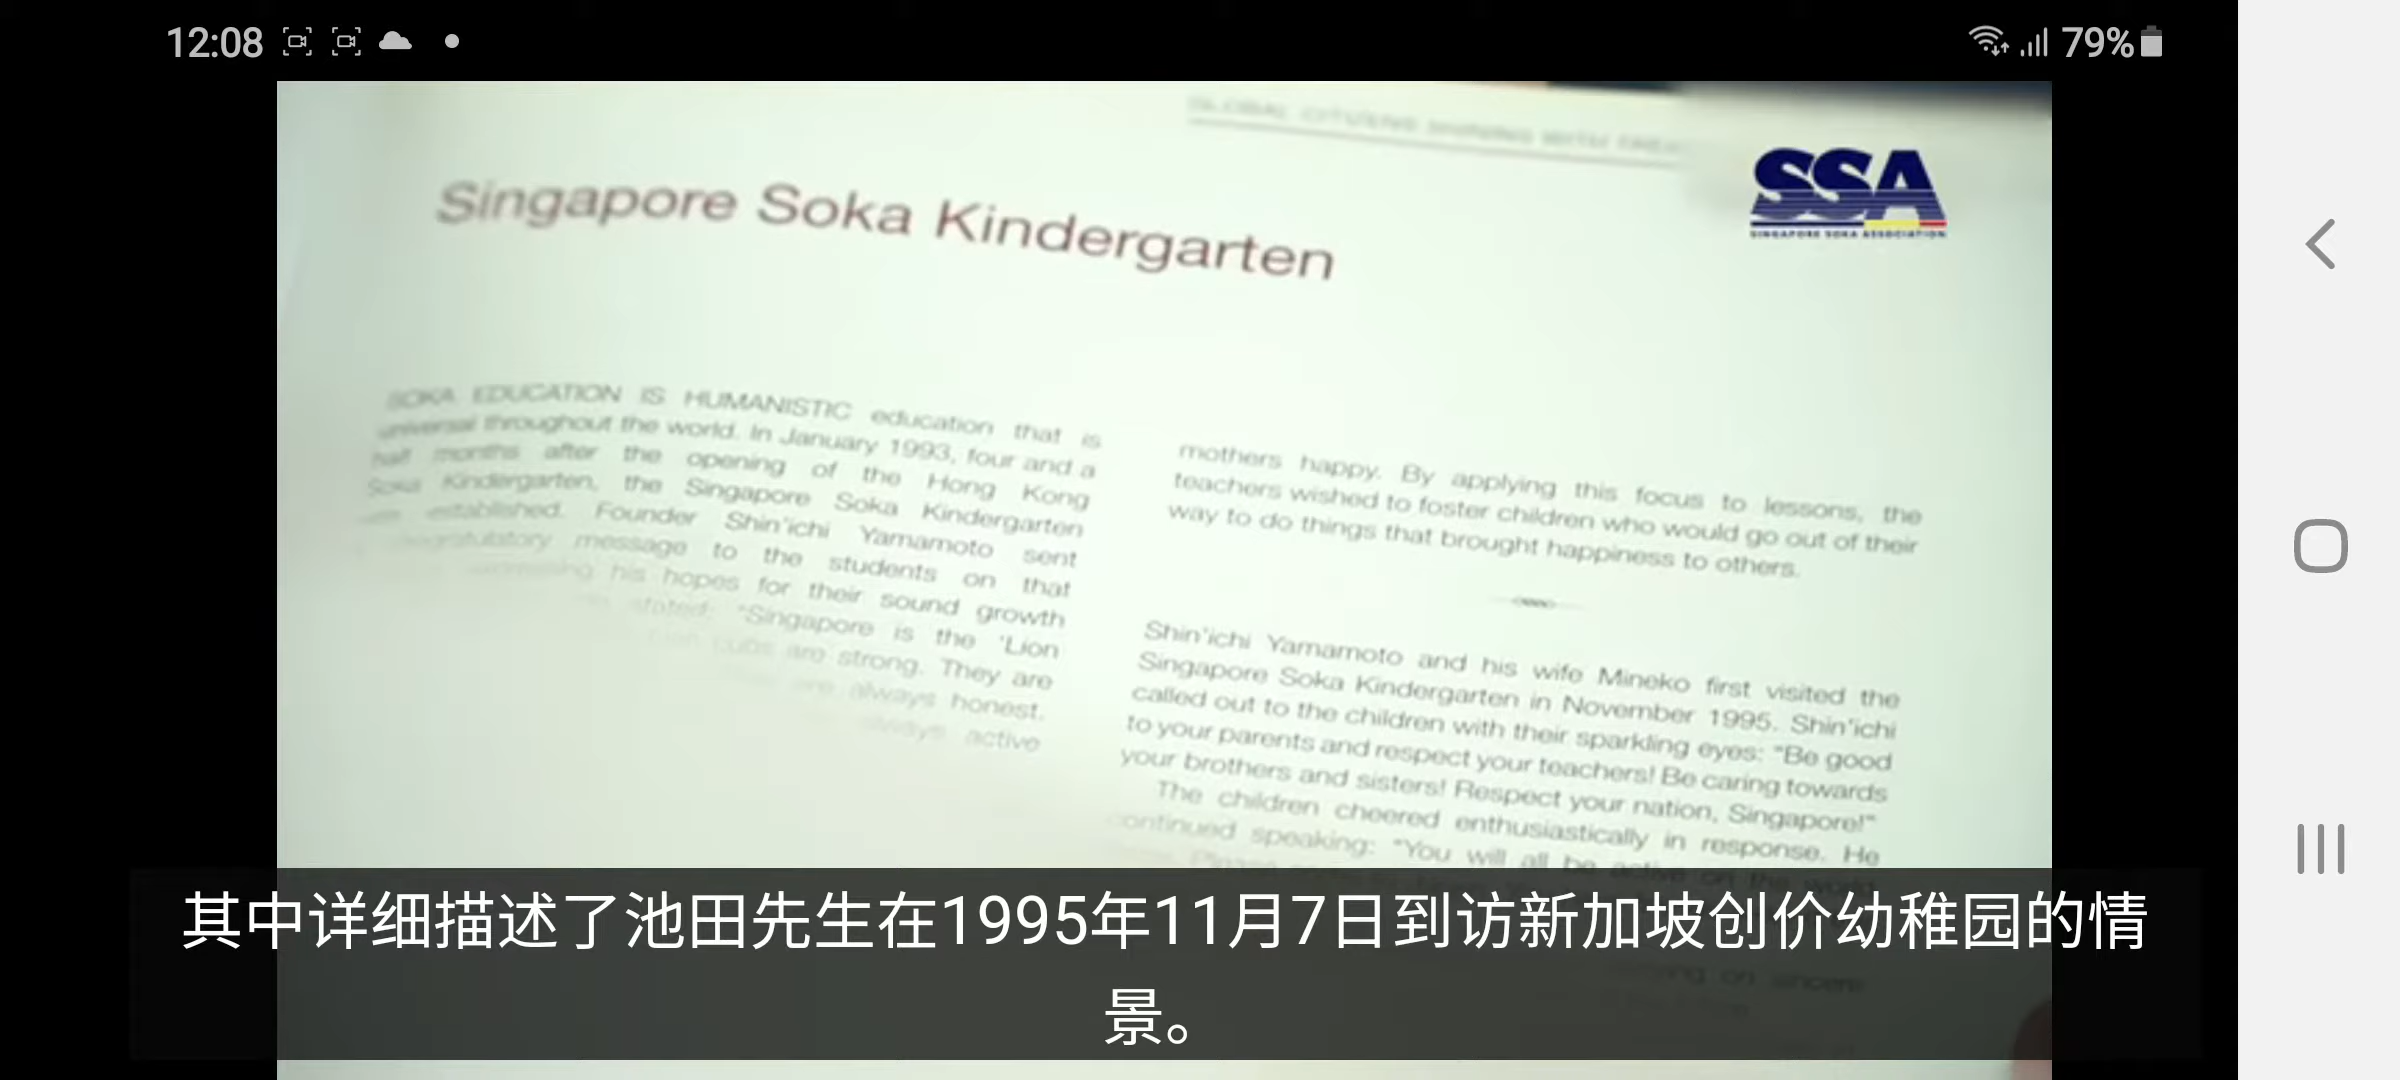 12:08
79%
SSA
SINGAPORE SOKA ASSOCIATION
Singapore Soka Kindergarten
SOKA EDUCATION IS HUMANISTIC education that is
universal throughout the world. In January 1993, four and a
half months after the opening of the Hong Kong
Soka Kindergarten, the Singapore Soka Kindergarten
established. Founder Shin'ichi Yamamoto sent
message to the students on that
his hopes for their sound growth
stated: "Singapore is the 'Lion
cubs are strong. They are
are always honest.
always active
mothers happy. By applying this focus to lessons, the
teachers wished to foster children who would go out of their
way to do things that brought happiness to others.
Shin'ichi Yamamoto and his wife Mineko first visited the
Singapore Soka Kindergarten in November 1995. Shin'ichi
called out to the children with their sparkling eyes: "Be good
to your parents and respect your teachers! Be caring towards
your brothers and sisters! Respect your nation, Singapore!"
The children cheered enthusiastically in response. He
continued speaking: "You will all be active on the world
其中详细描述了池田先生在1995年11月7日到访新加坡创价幼稚园的情
景。